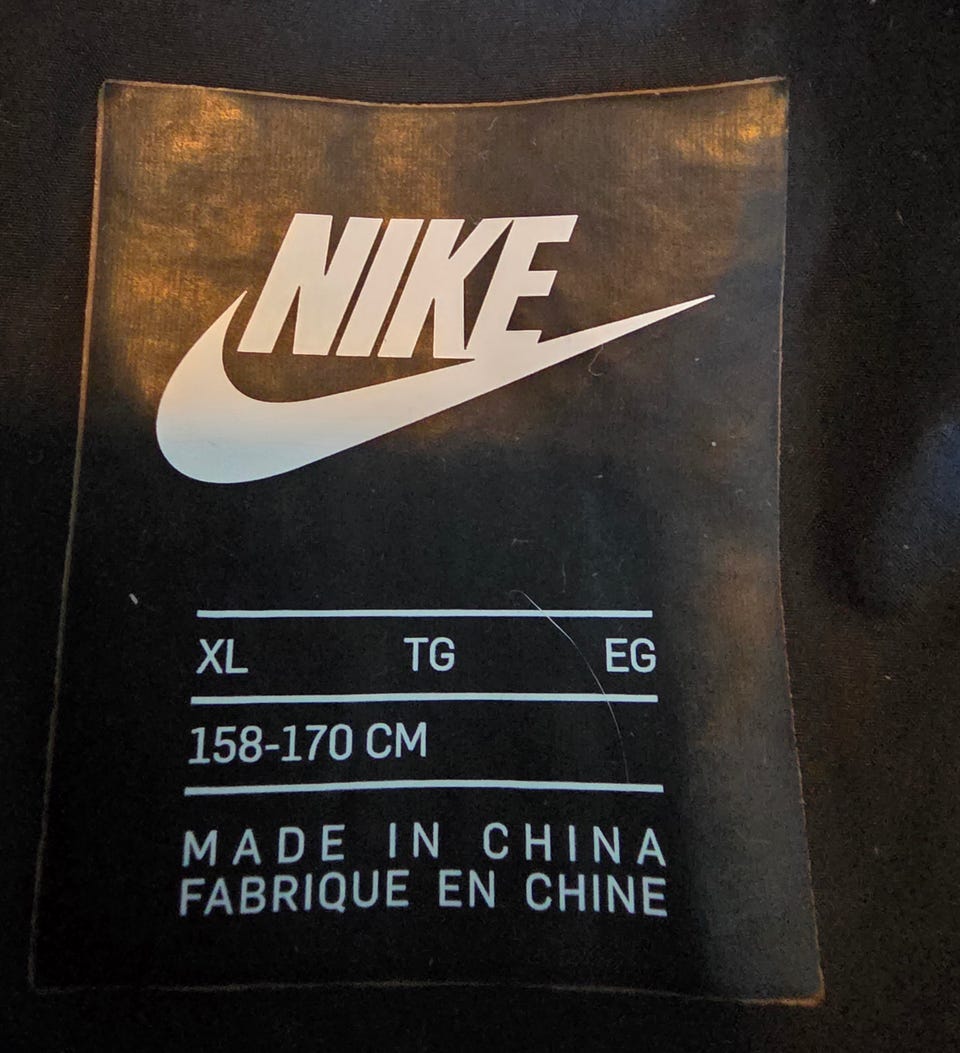 NIKE
XL TG EG
158-170 CM
MADE IN CHINA
FABRIQUE EN CHINE